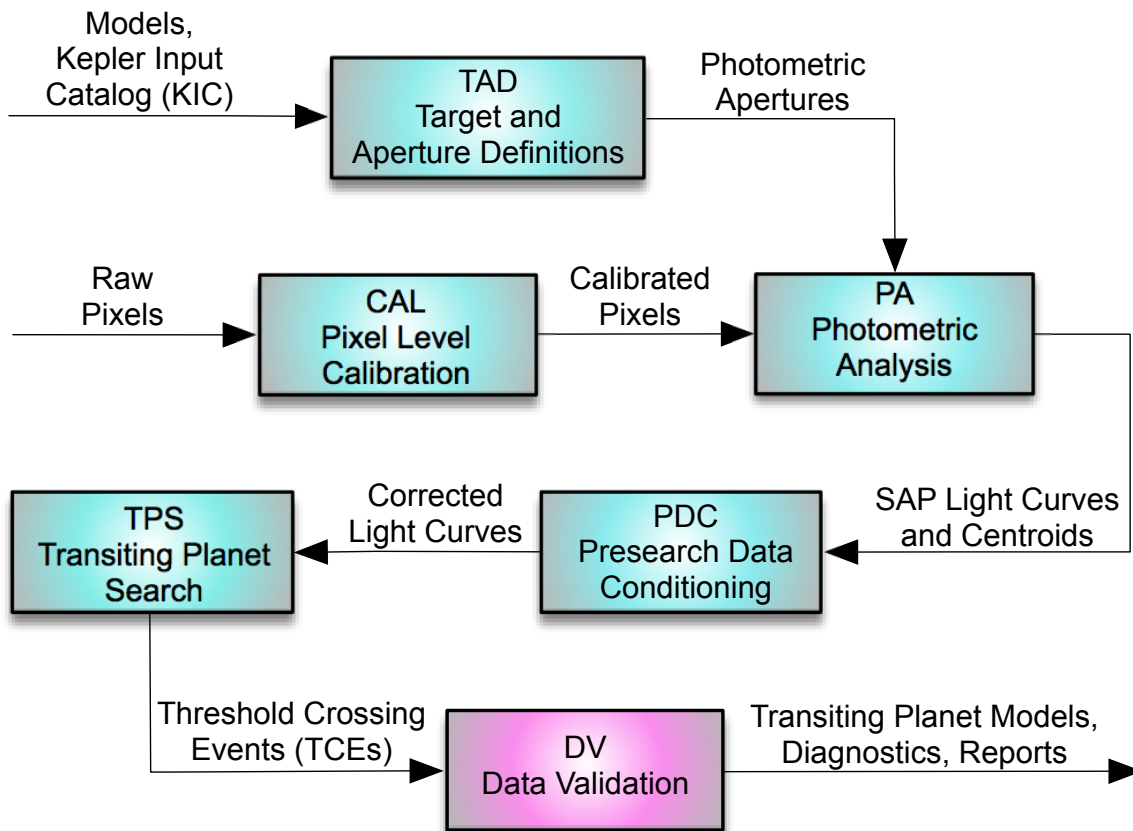 Models,
Kepler Input
Catalog (KIC)
TAD
Target and
Aperture Definitions
Photometric
Apertures
Raw
Pixels
CAL
Pixel Level
Calibration
Calibrated
Pixels
PA
Photometric
Analysis
SAP Light Curves
and Centroids
PDC
Presearch Data
Conditioning
Corrected
Light Curves
TPS
Transiting Planet
Search
Threshold Crossing
Events (TCEs)
DV
Data Validation
Transiting Planet Models,
Diagnostics, Reports